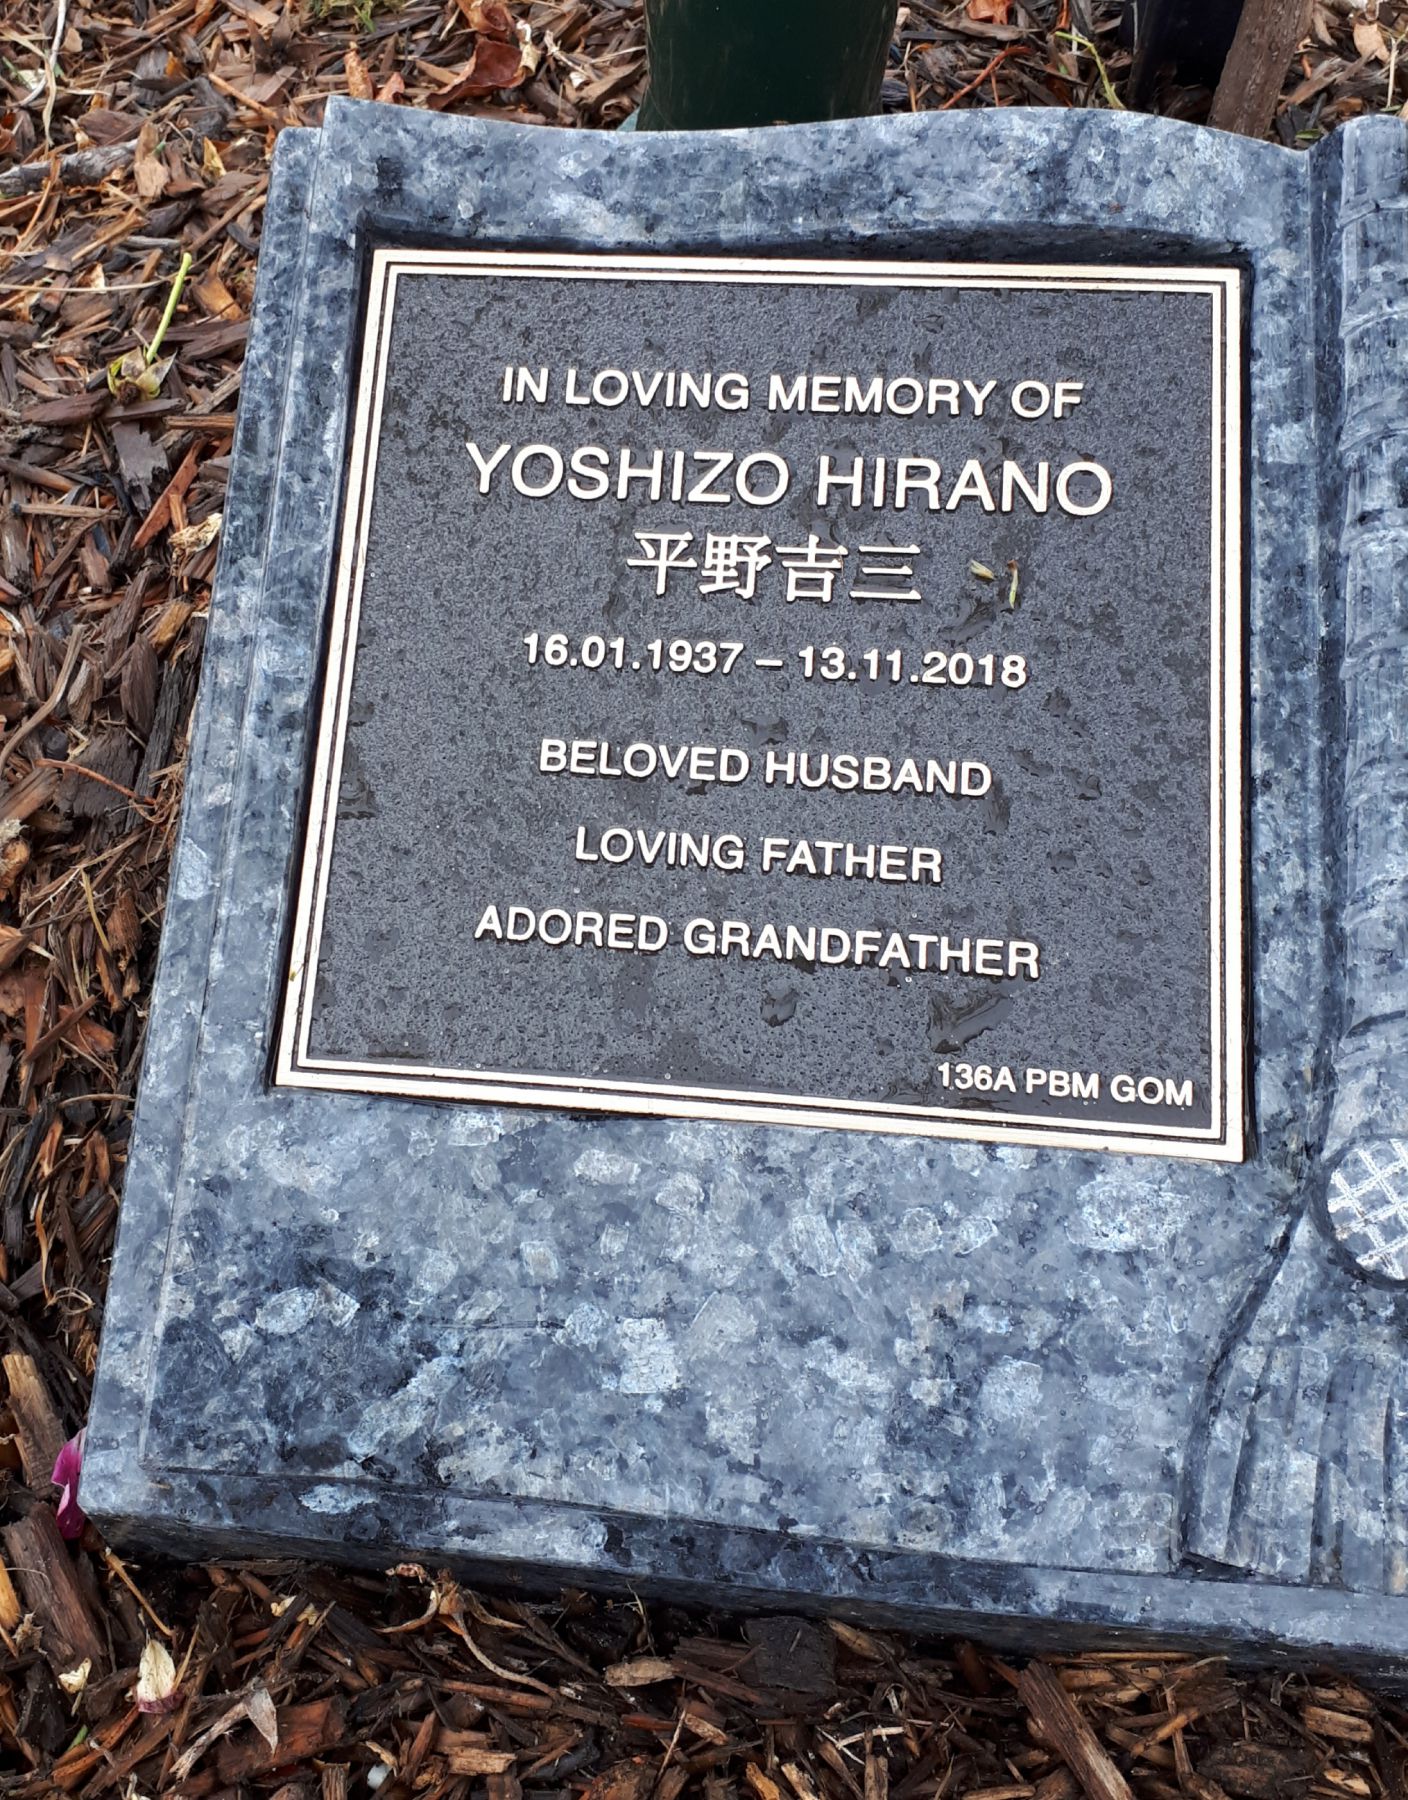 IN LOVING MEMORY OF
YOSHIZO HIRANO
平野吉三
16.01.1937 – 13.11.2018
BELOVED HUSBAND
LOVING FATHER
ADORED GRANDFATHER
136A PBM GOM